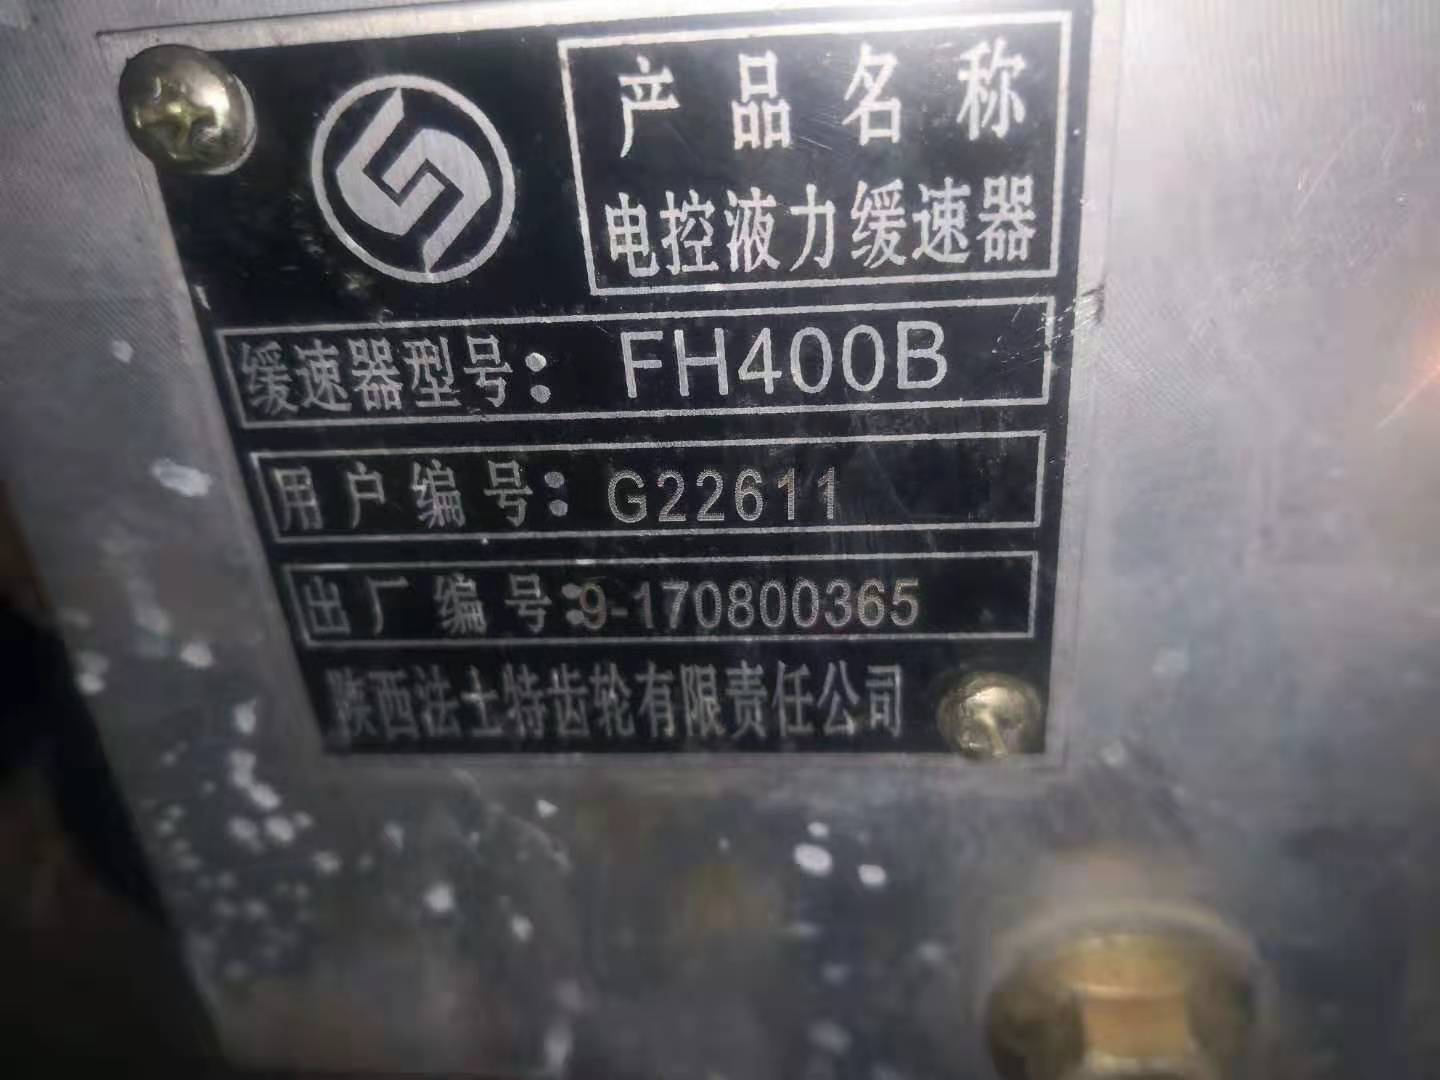 产品名称
电控液力缓速器
缓速器型号：FH400B
用户编号：G22611
出厂编号：9-170800365
陕西法士特齿轮有限责任公司